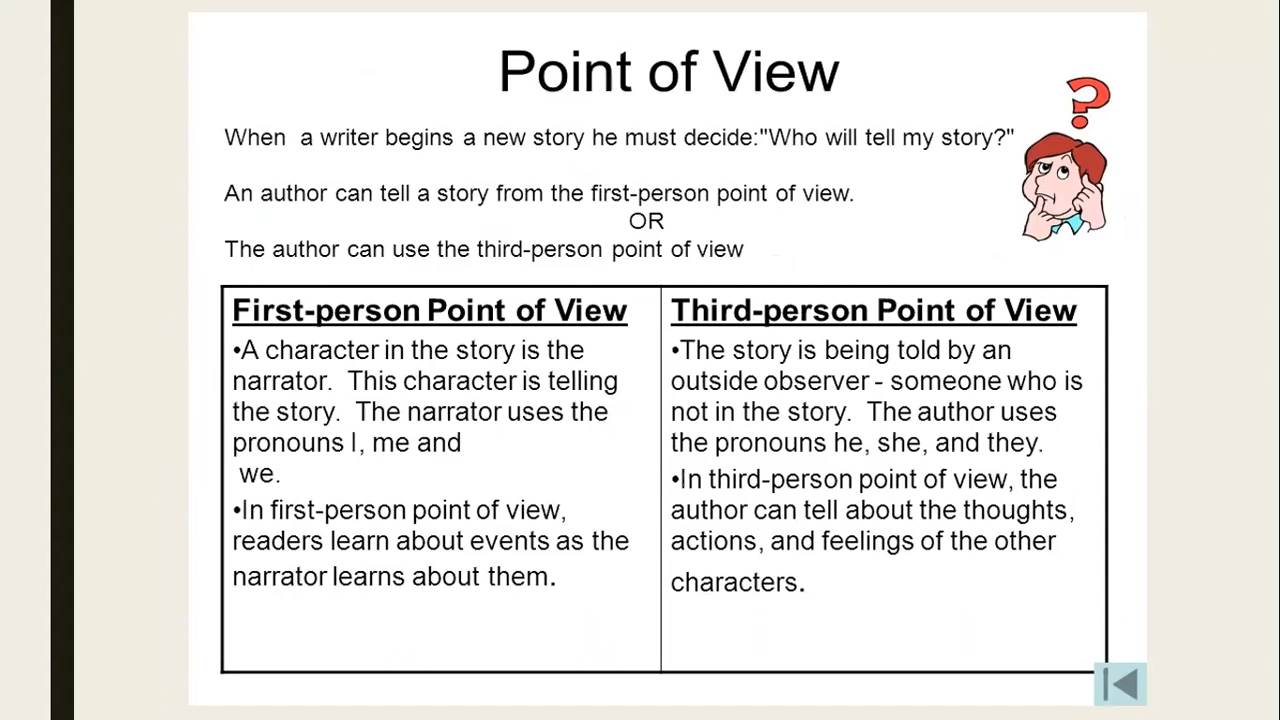 Point of View
When a writer begins a new story he must decide:"Who will tell my story?"
An author can tell a story from the first-person point of view.
OR
The author can use the third-person point of view
First-person Point of View
•A character in the story is the
narrator. This character is telling
the story. The narrator uses the
pronouns I, me and
we.
•In first-person point of view,
readers learn about events as the
narrator learns about them.
Third-person Point of View
•The story is being told by an
outside observer - someone who is
not in the story. The author uses
the pronouns he, she, and they.
•In third-person point of view, the
author can tell about the thoughts,
actions, and feelings of the other
characters.